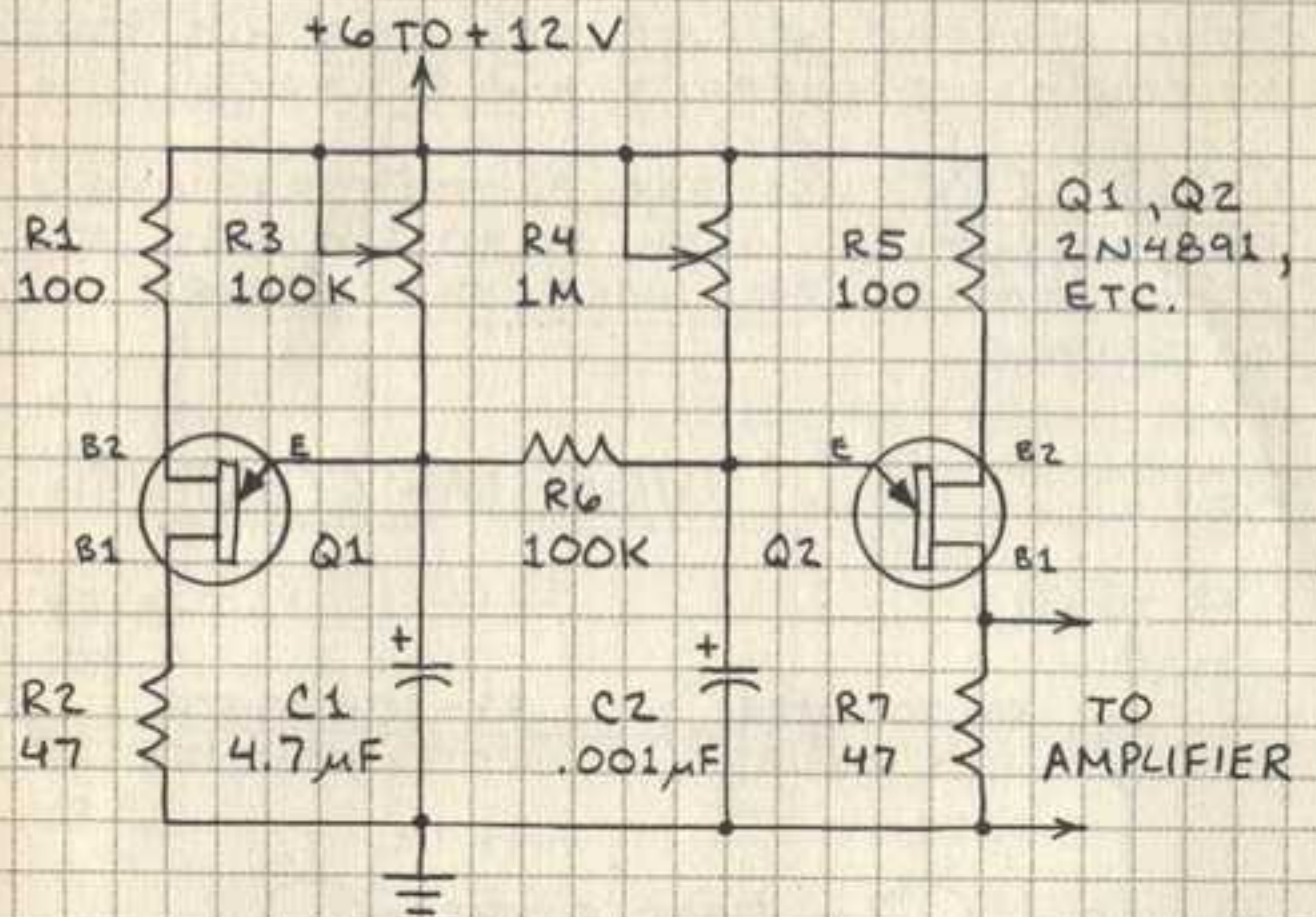 +6 TO +12 V
R1
100
R3
100K
R4
1M
R5
100
Q1, Q2
2N4891,
ETC.
B2
E
R6
100K
E
B2
B1
Q1
Q2
B1
+
+
R2
47
C1
4.7µF
C2
.001µF
R7
47
TO
AMPLIFIER